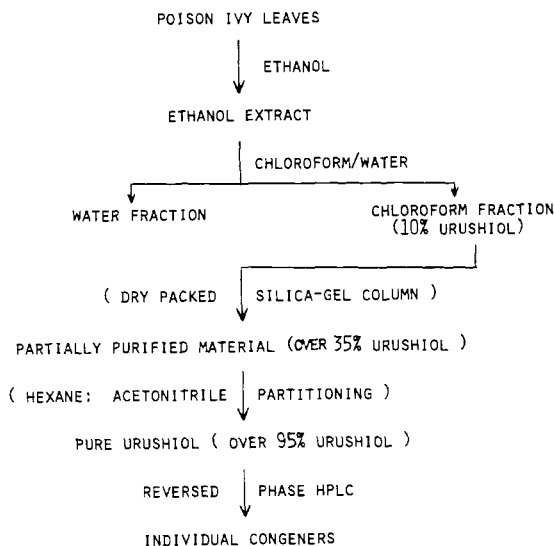 POISON IVY LEAVES
ETHANOL
ETHANOL EXTRACT
CHLOROFORM/WATER
WATER FRACTION
CHLOROFORM FRACTION
(10% URUSHIOL)
( DRY PACKED SILICA-GEL COLUMN )
PARTIALLY PURIFIED MATERIAL (OVER 35% URUSHIOL )
( HEXANE: ACETONITRILE PARTITIONING )
PURE URUSHIOL ( OVER 95% URUSHIOL )
REVERSED PHASE HPLC
INDIVIDUAL CONGENERS